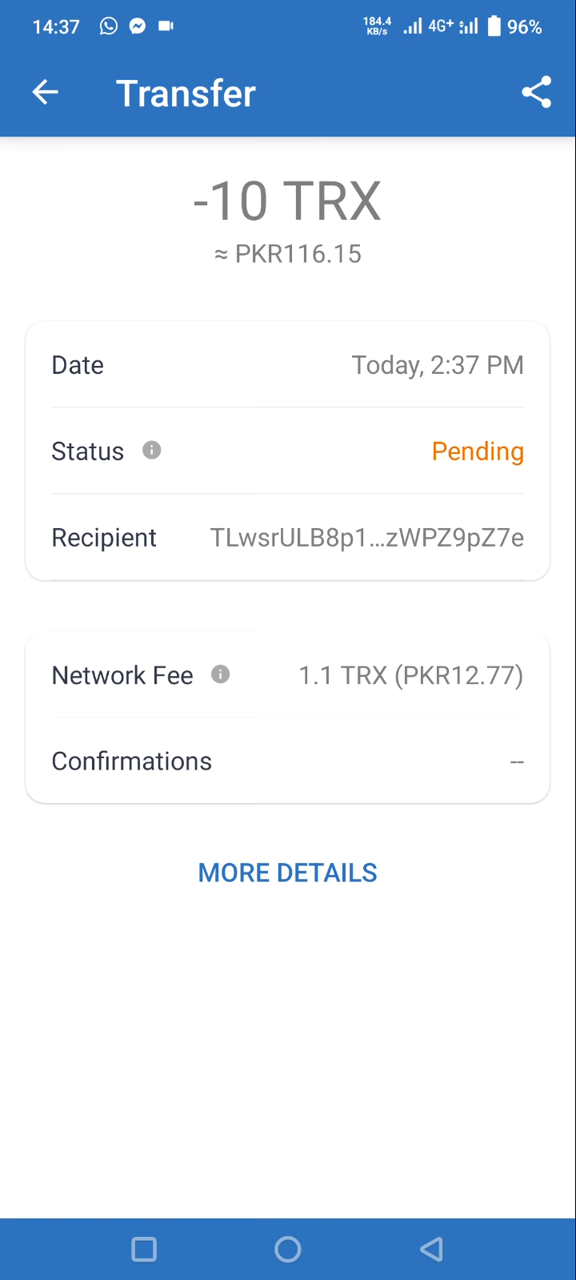 14:37 184.4 KB/s 4G+ 96%
Transfer
-10 TRX
≈ PKR116.15
Date Today, 2:37 PM
Status Pending
Recipient TLwsrULB8p1...zWPZ9pZ7e
Network Fee 1.1 TRX (PKR12.77)
Confirmations --
MORE DETAILS